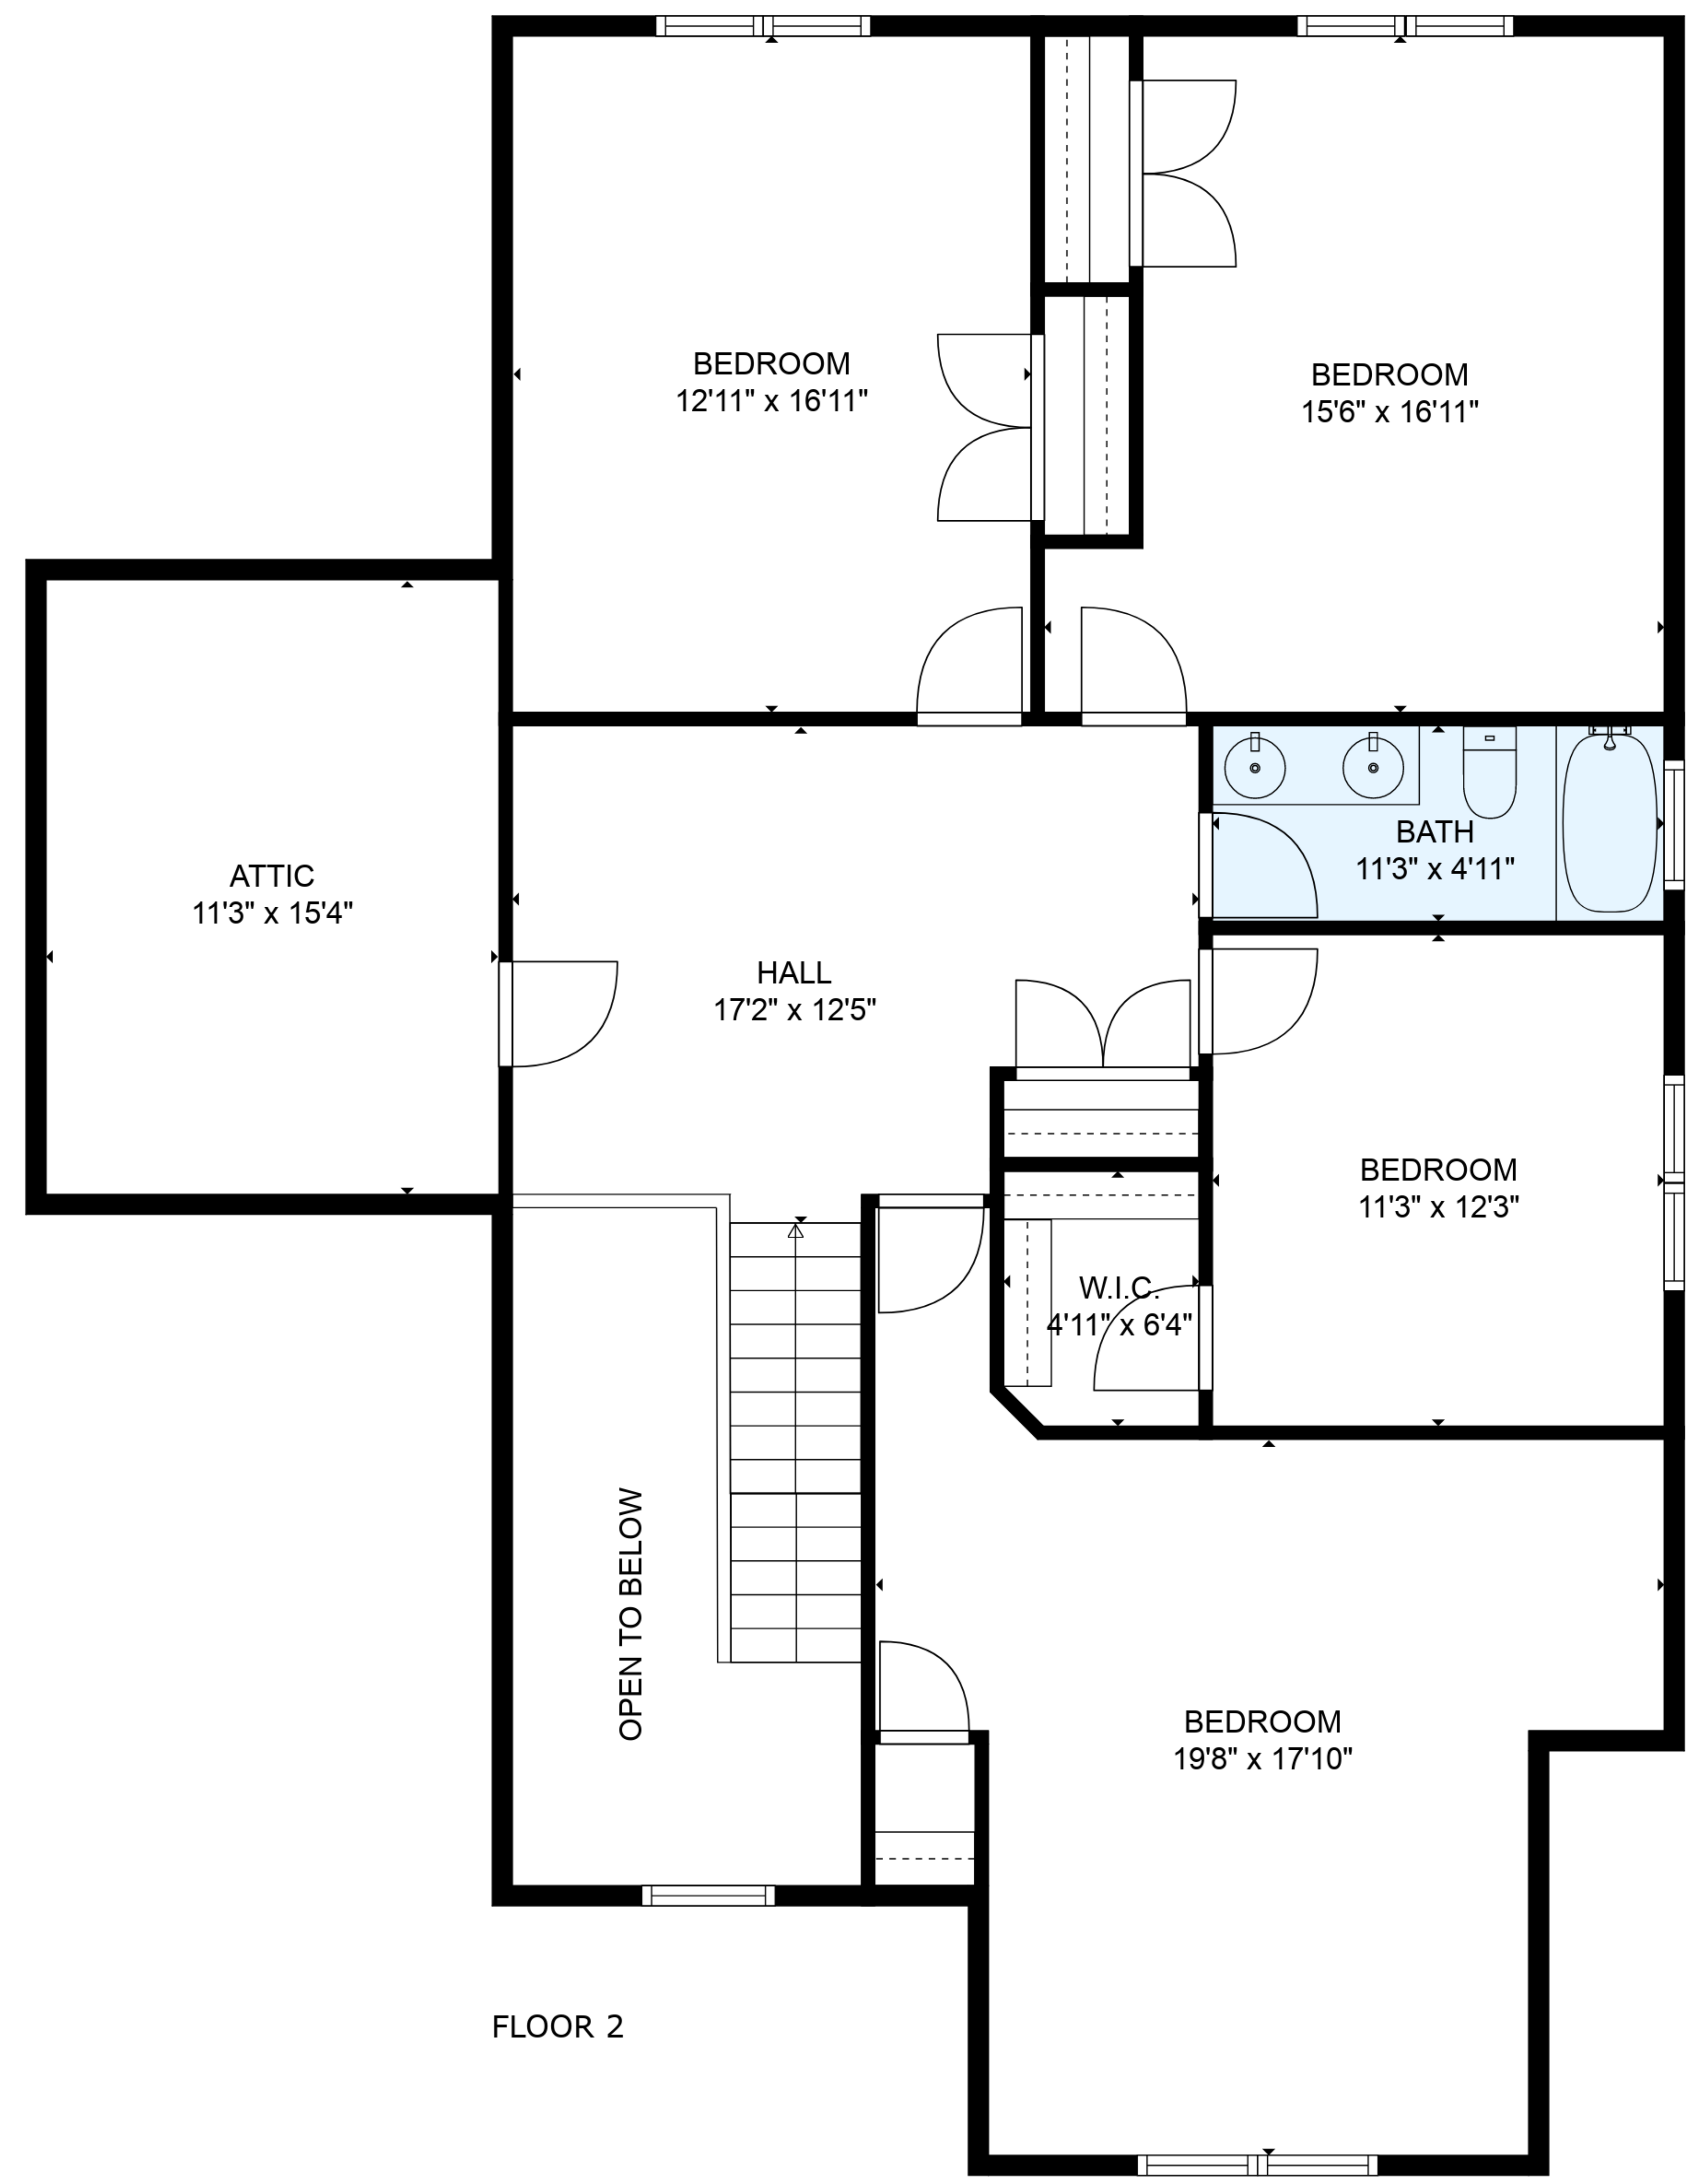 BEDROOM
12'11" x 16'11"
BEDROOM
15'6" x 16'11"
BATH
11'3" x 4'11"
ATTIC
11'3" x 15'4"
HALL
17'2" x 12'5"
BEDROOM
11'3" x 12'3"
W.I.C.
4'11" x 6'4"
OPEN TO BELOW
BEDROOM
19'8" x 17'10"
FLOOR 2